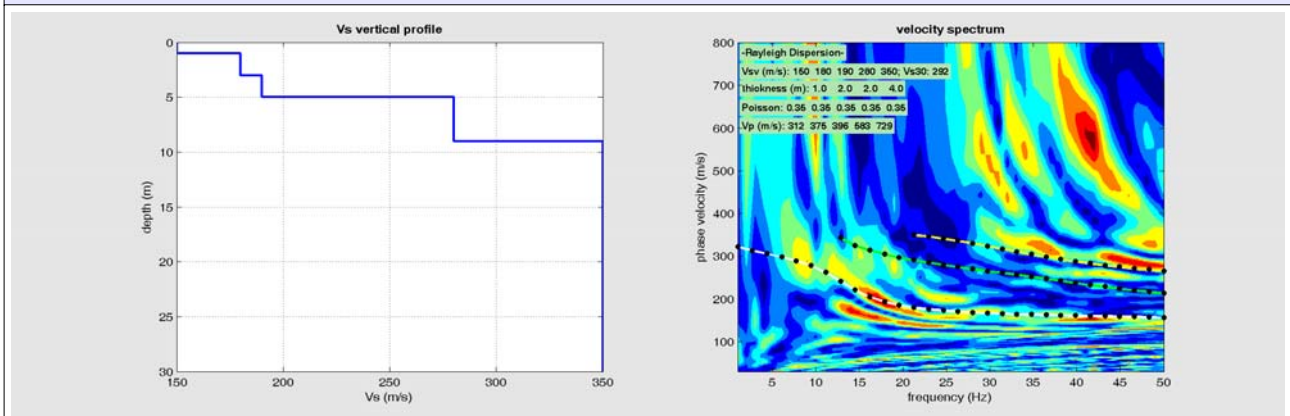 Vs vertical profile
0
5
10
15
20
25
30
150
200
250
300
350
depth (m)
Vs (m/s)
velocity spectrum
-Rayleigh Dispersion-
Vsv (m/s): 150 180 190 280 350; Vs30: 292
thickness (m): 1.0 2.0 2.0 4.0
Poisson: 0.35 0.35 0.35 0.35 0.35
Vp (m/s): 312 375 396 583 729
800
700
600
500
400
300
200
100
5
10
15
20
25
30
35
40
45
50
phase velocity (m/s)
frequency (Hz)